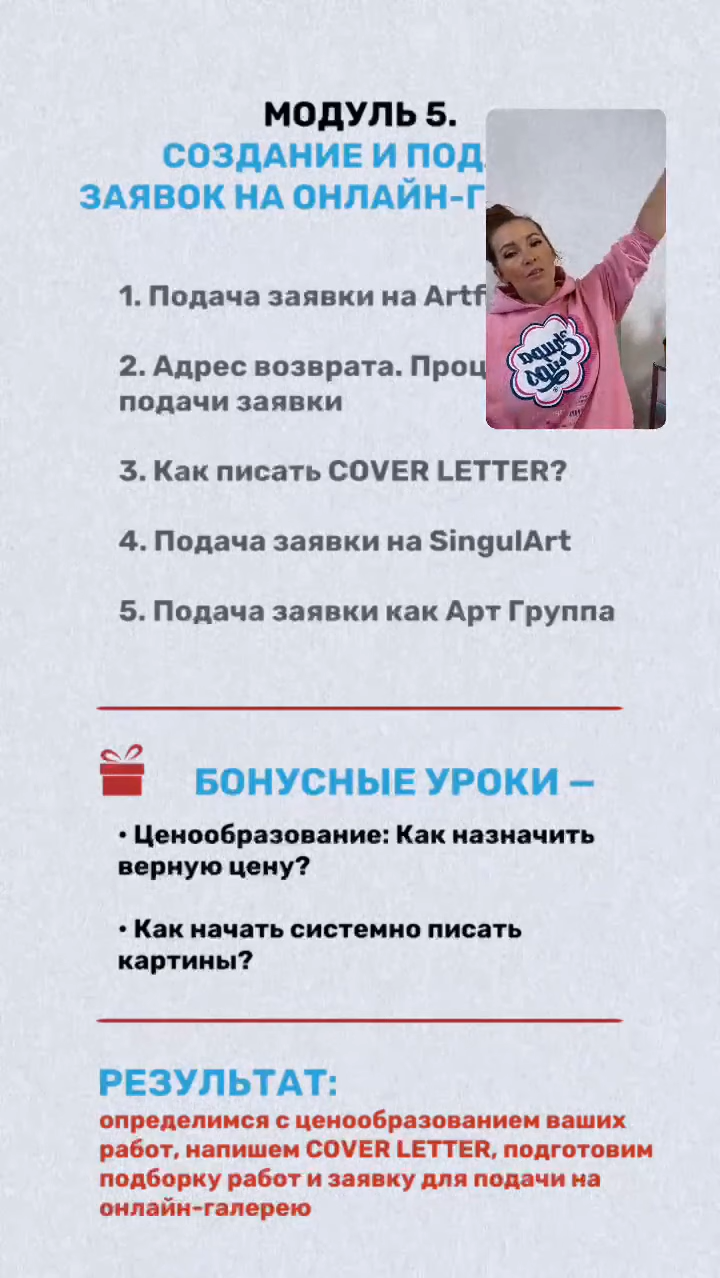 МОДУЛЬ 5.
СОЗДАНИЕ И ПОД
ЗАЯВОК НА ОНЛАЙН-Г
1. Подача заявки на Artf
2. Адрес возврата. Проц
подачи заявки
3. Как писать COVER LETTER?
4. Подача заявки на SingulArt
5. Подача заявки как Арт Группа
БОНУСНЫЕ УРОКИ –
• Ценообразование: Как назначить
верную цену?
• Как начать системно писать
картины?
РЕЗУЛЬТАТ:
определимся с ценообразованием ваших
работ, напишем COVER LETTER, подготовим
подборку работ и заявку для подачи на
онлайн-галерею
Chupa
Chups